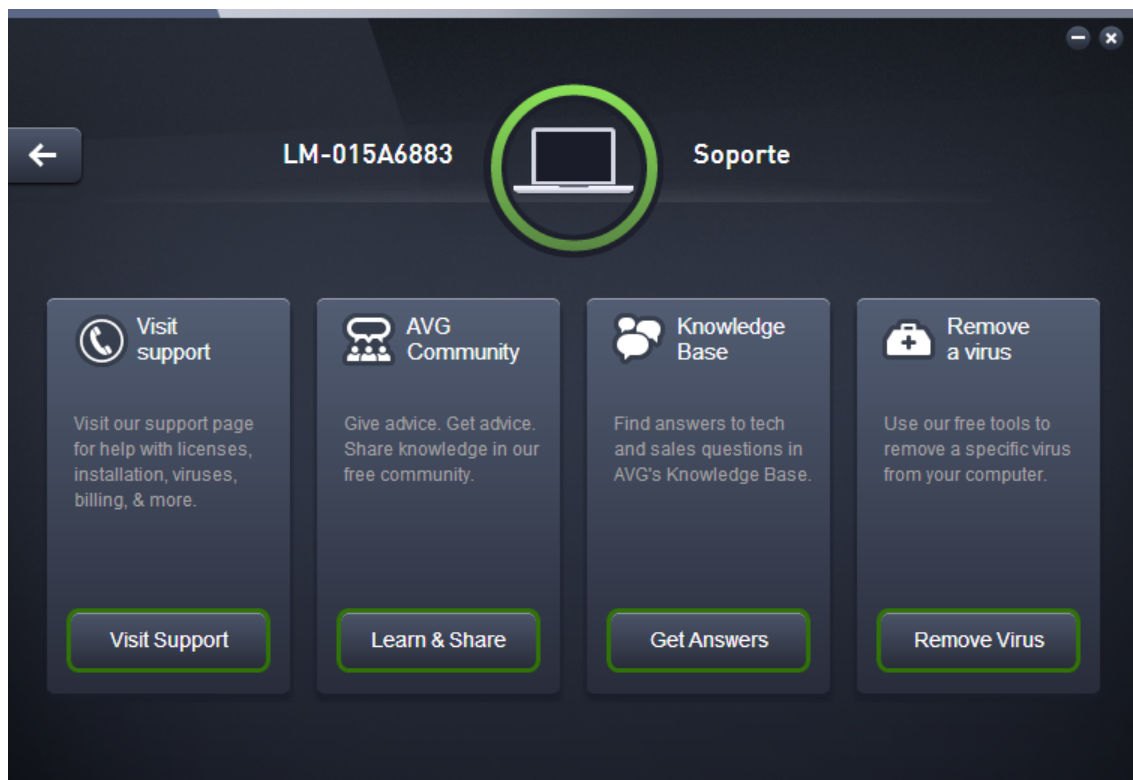 LM-015A6883
Soporte
Visit
support
Visit our support page
for help with licenses,
installation, viruses,
billing, & more.
Visit Support
AVG
Community
Give advice. Get advice.
Share knowledge in our
free community.
Learn & Share
Knowledge
Base
Find answers to tech
and sales questions in
AVG's Knowledge Base.
Get Answers
Remove
a virus
Use our free tools to
remove a specific virus
from your computer.
Remove Virus